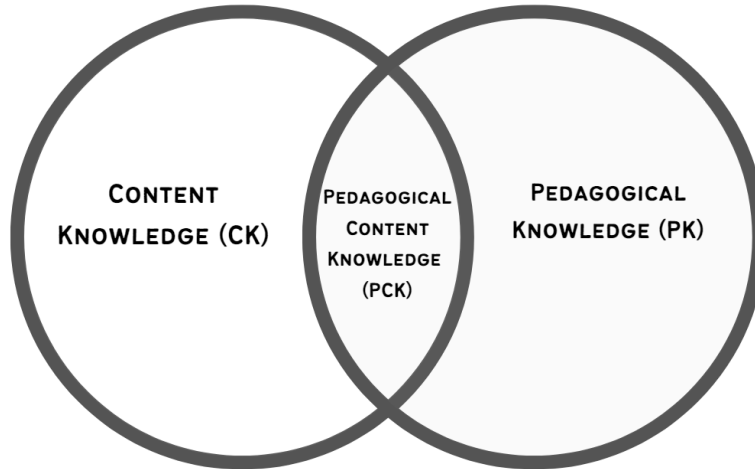 Content
Knowledge (CK)
Pedagogical
Content
Knowledge
(PCK)
Pedagogical
Knowledge (PK)